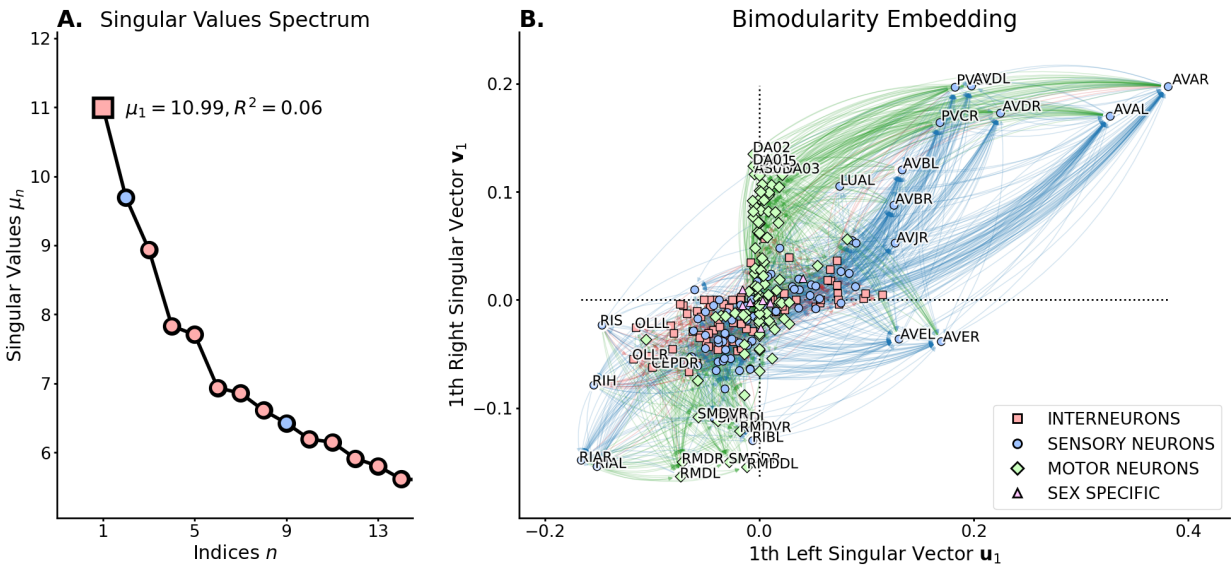 A. Singular Values Spectrum
12
11
10
9
8
7
6
Singular Values μn
μ1 = 10.99, R2 = 0.06
1
5
9
13
Indices n
B. Bimodularity Embedding
0.2
0.1
0.0
−0.1
1th Right Singular Vector v1
AVDL
AVAR
AVDR
AVAL
PVCR
DA02
DA01
DA03
AVBL
LUAL
AVBR
AVJR
RIS
OLLL
OLLR
CEPDR
AVEL
AVER
RIH
SMDVR
RMDVR
RIBL
RIAR
RIAL
RMDR
RMDDL
RMDL
INTERNEURONS
SENSORY NEURONS
MOTOR NEURONS
SEX SPECIFIC
−0.2
0.0
0.2
0.4
1th Left Singular Vector u1